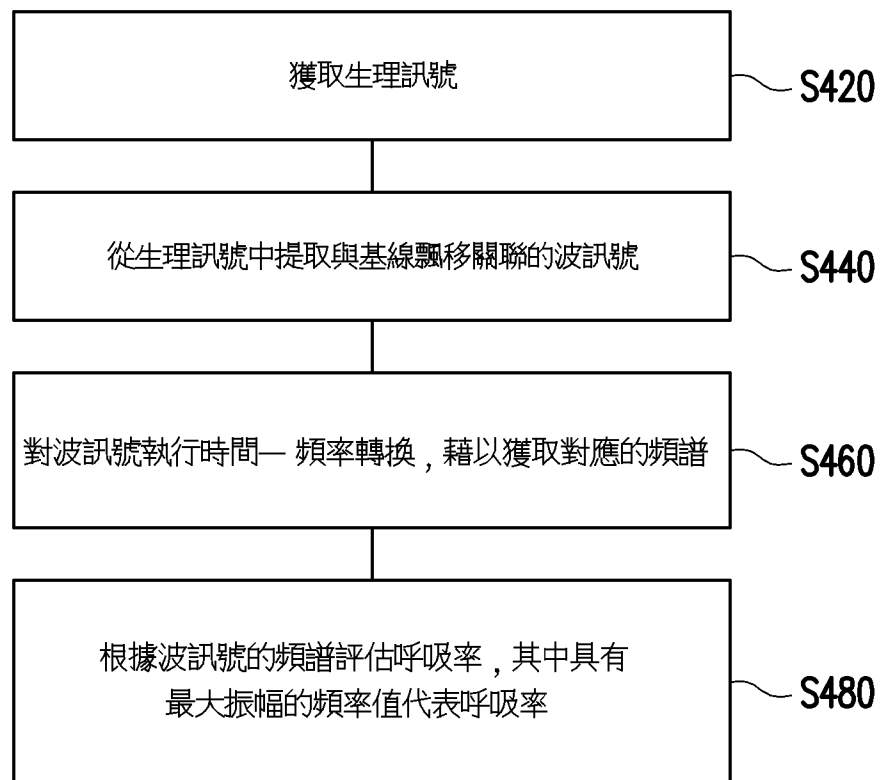 獲取生理訊號
S420
從生理訊號中提取與基線飄移關聯的波訊號
S440
對波訊號執行時間— 頻率轉換，藉以獲取對應的頻譜
S460
根據波訊號的頻譜評估呼吸率，其中具有
最大振幅的頻率值代表呼吸率
S480